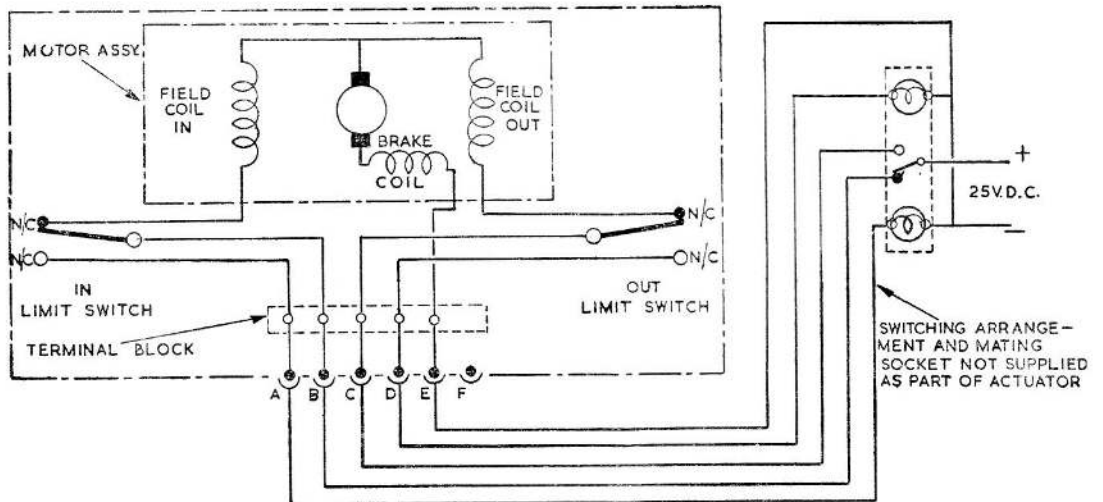 MOTOR ASSY.
FIELD
COIL
IN
FIELD
COIL
OUT
BRAKE
COIL
N/C
N/C
IN
LIMIT SWITCH
TERMINAL BLOCK
N/C
N/C
OUT
LIMIT SWITCH
A
B
C
D
E
F
+
25V.D.C.
−
SWITCHING ARRANGE-
MENT AND MATING
SOCKET NOT SUPPLIED
AS PART OF ACTUATOR